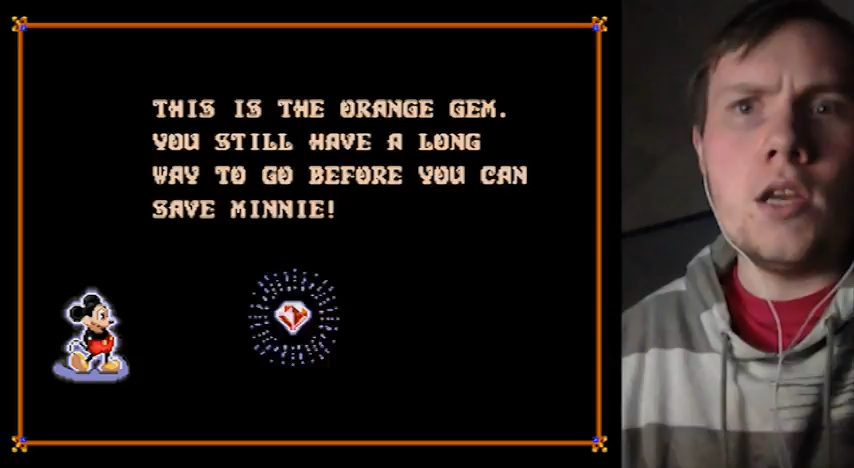 THIS IS THE ORANGE GEM.
YOU STILL HAVE A LONG
WAY TO GO BEFORE YOU CAN
SAVE MINNIE!